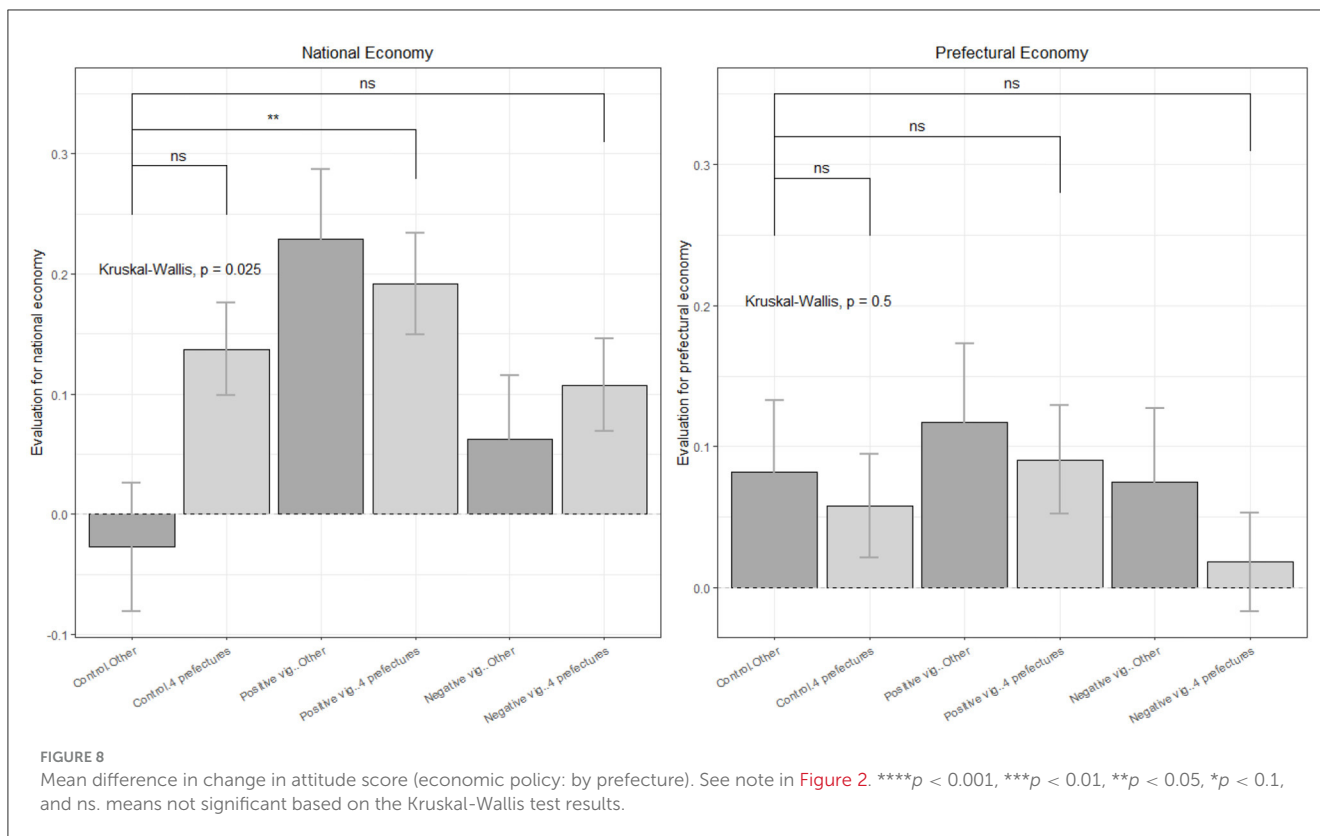 National Economy
ns
**
ns
Kruskal-Wallis, p = 0.025
Evaluation for national economy
0.3
0.2
0.1
0.0
-0.1
Control.Other
Control.4 prefectures
Positive vig..Other
Positive vig..4 prefectures
Negative vig..Other
Negative vig..4 prefectures
Prefectural Economy
ns
ns
ns
Kruskal-Wallis, p = 0.5
Evaluation for prefectural economy
0.3
0.2
0.1
0.0
Control.Other
Control.4 prefectures
Positive vig..Other
Positive vig..4 prefectures
Negative vig..Other
Negative vig..4 prefectures
FIGURE 8
Mean difference in change in attitude score (economic policy: by prefecture). See note in Figure 2. ****p < 0.001, ***p < 0.01, **p < 0.05, *p < 0.1,
and ns. means not significant based on the Kruskal-Wallis test results.